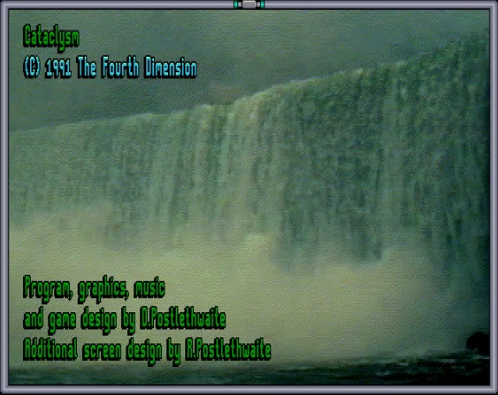 Cataclysm
(C) 1991 The Fourth Dimension
Program, graphics, music
and game design by D.Postlethwaite
Additional screen design by A.Postlethwaite